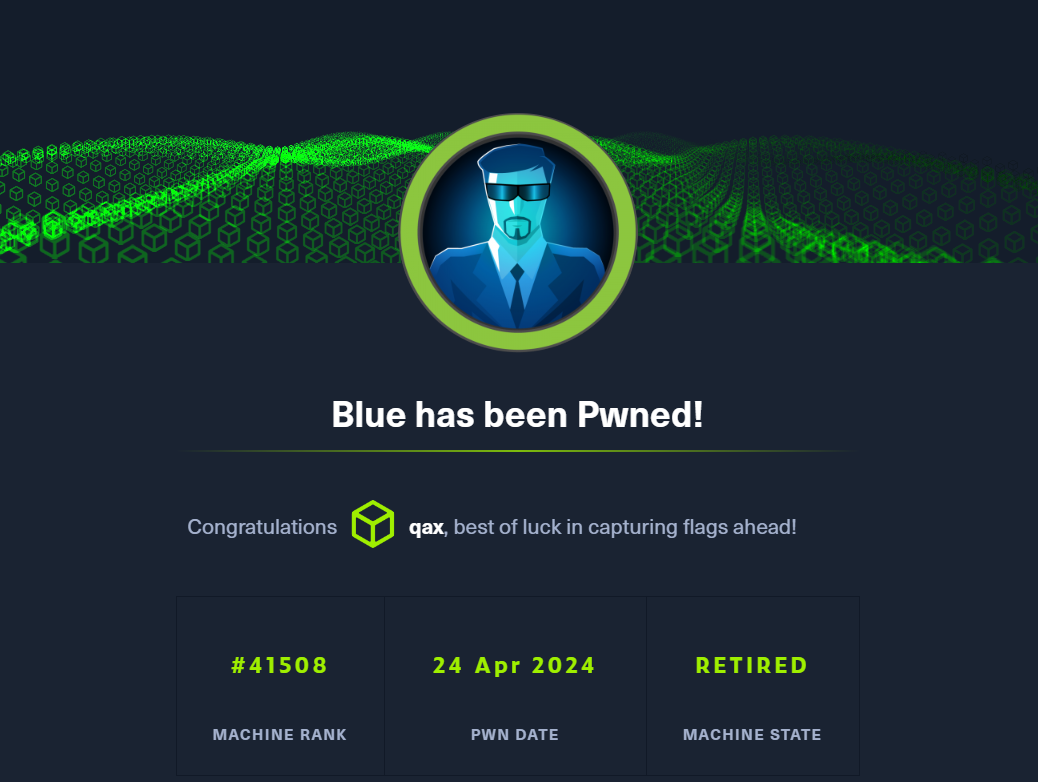 Blue has been Pwned!
Congratulations qax, best of luck in capturing flags ahead!
#41508 24 Apr 2024 RETIRED
MACHINE RANK PWN DATE MACHINE STATE